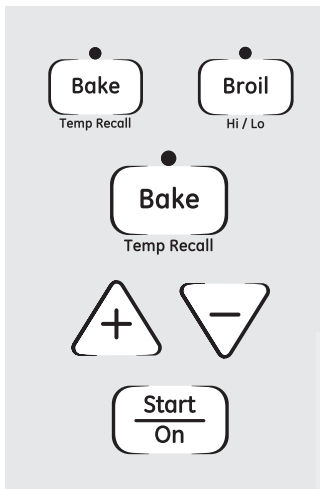 Bake Broil
Temp Recall Hi / Lo
Bake
Temp Recall
+ −
Start
On